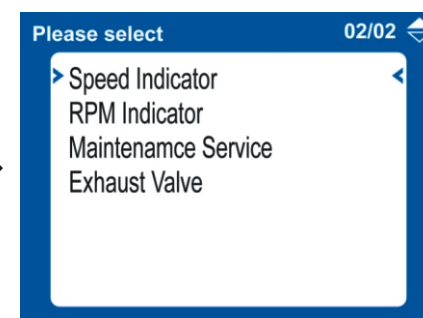 Please select 02/02
> Speed Indicator <
RPM Indicator
Maintenamce Service
Exhaust Valve